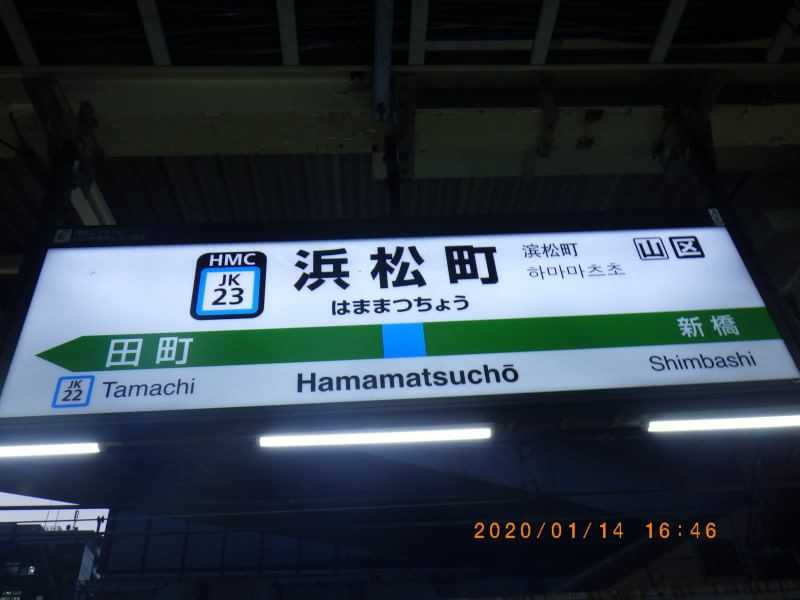 HMC
JK
23
浜松町
はままつちょう
滨松町
하마마츠초
山 区
田町
新橋
JK
22
Tamachi
Hamamatsuchō
Shimbashi
2020/01/14 16:46